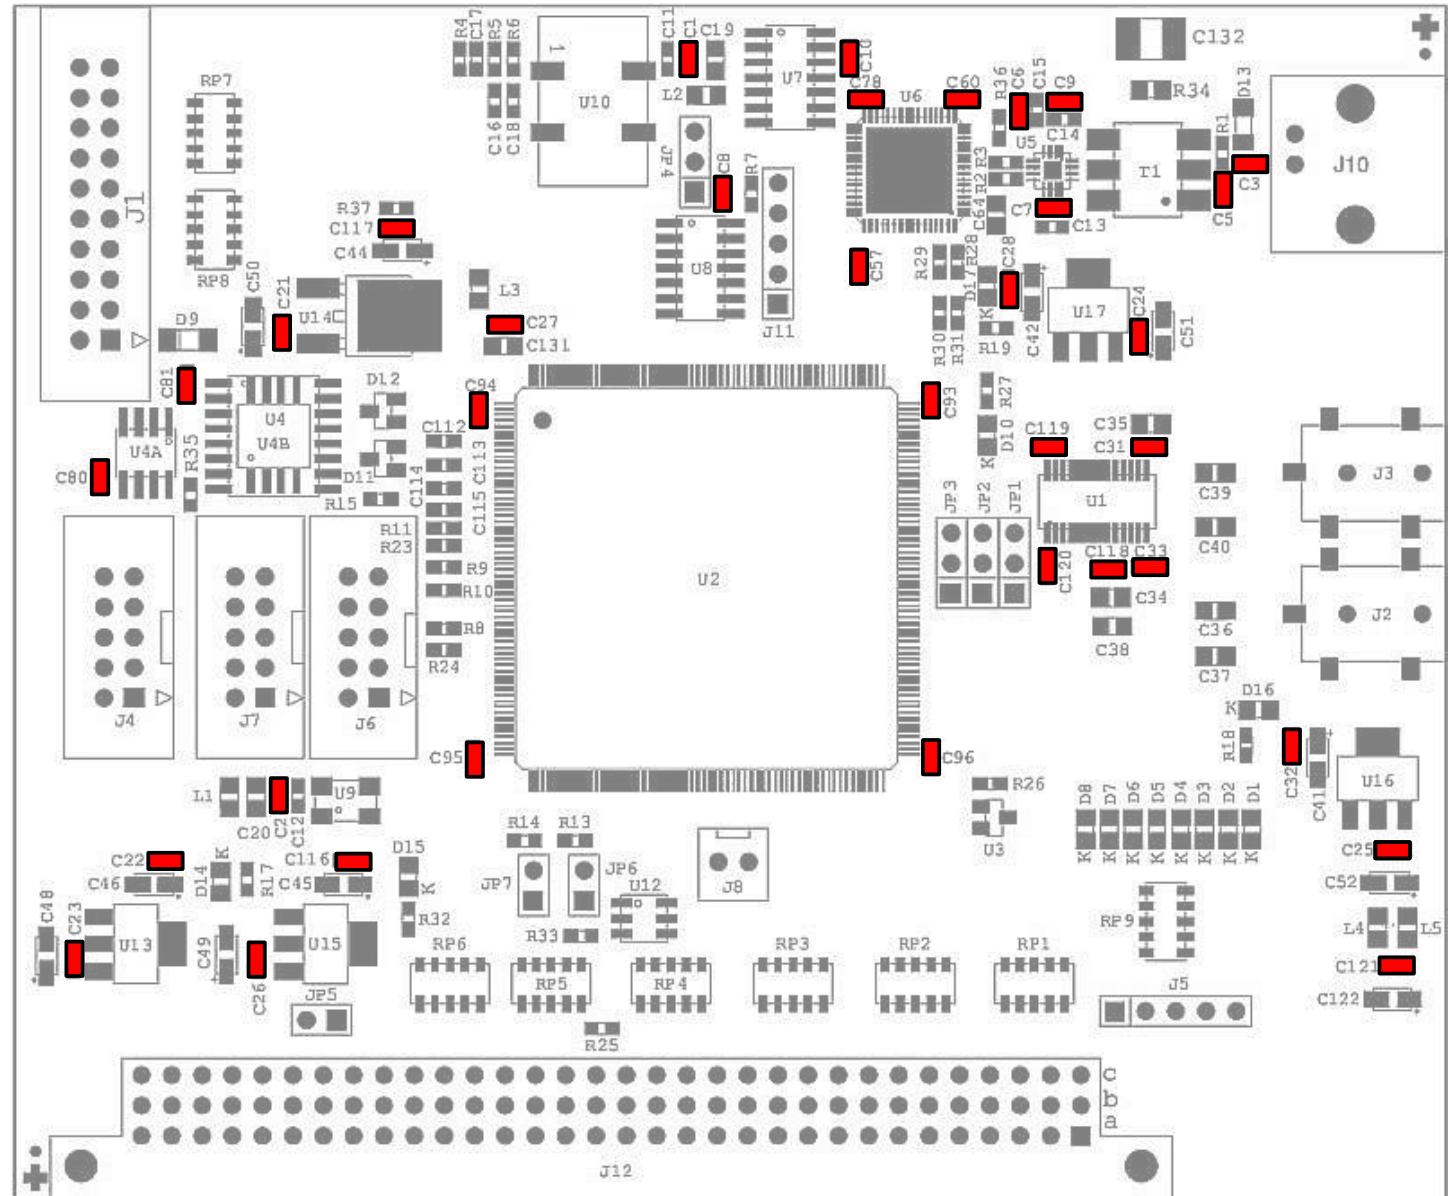 R4
C17
R5
R6
C11
C1
C19
U7
C10
C132
RP7
1
U10
L2
C78
U6
C60
R36
C6
C15
C9
R34
D13
C16
C18
C14
U5
R1
JP4
C8
R7
R3
R2
T1
C3
J10
J1
R37
C117
C44
C64
C7
C13
C5
RP8
C50
C21
U14
L3
U8
C57
R29
R28
D17
C28
C42
U17
C24
C51
D9
C27
C131
J11
R30
R31
K
R19
C81
D12
C94
C93
R27
U4
U4B
U4A
C112
C113
D10
K
C119
C35
C31
C80
R35
D11
R15
C114
C115
JP3
JP2
JP1
U1
C39
J3
R11
R23
R9
R10
U2
C120
C118
C33
C40
C34
C36
J2
R8
R24
C38
C37
J4
J7
J6
D16
K
C95
C96
R18
C32
C41
U16
L1
C20
C2
C12
U9
R26
U3
D8
D7
D6
D5
D4
D3
D2
D1
R14
R13
K
K
K
K
K
K
K
K
C22
K
C116
D15
C25
C46
D14
R17
C45
K
JP7
JP6
U12
J8
C52
C48
C23
U13
C49
C26
U15
R32
R33
RP9
L4
L5
RP6
RP5
RP4
RP3
RP2
RP1
C121
JP5
J5
C122
R25
c
b
a
J12